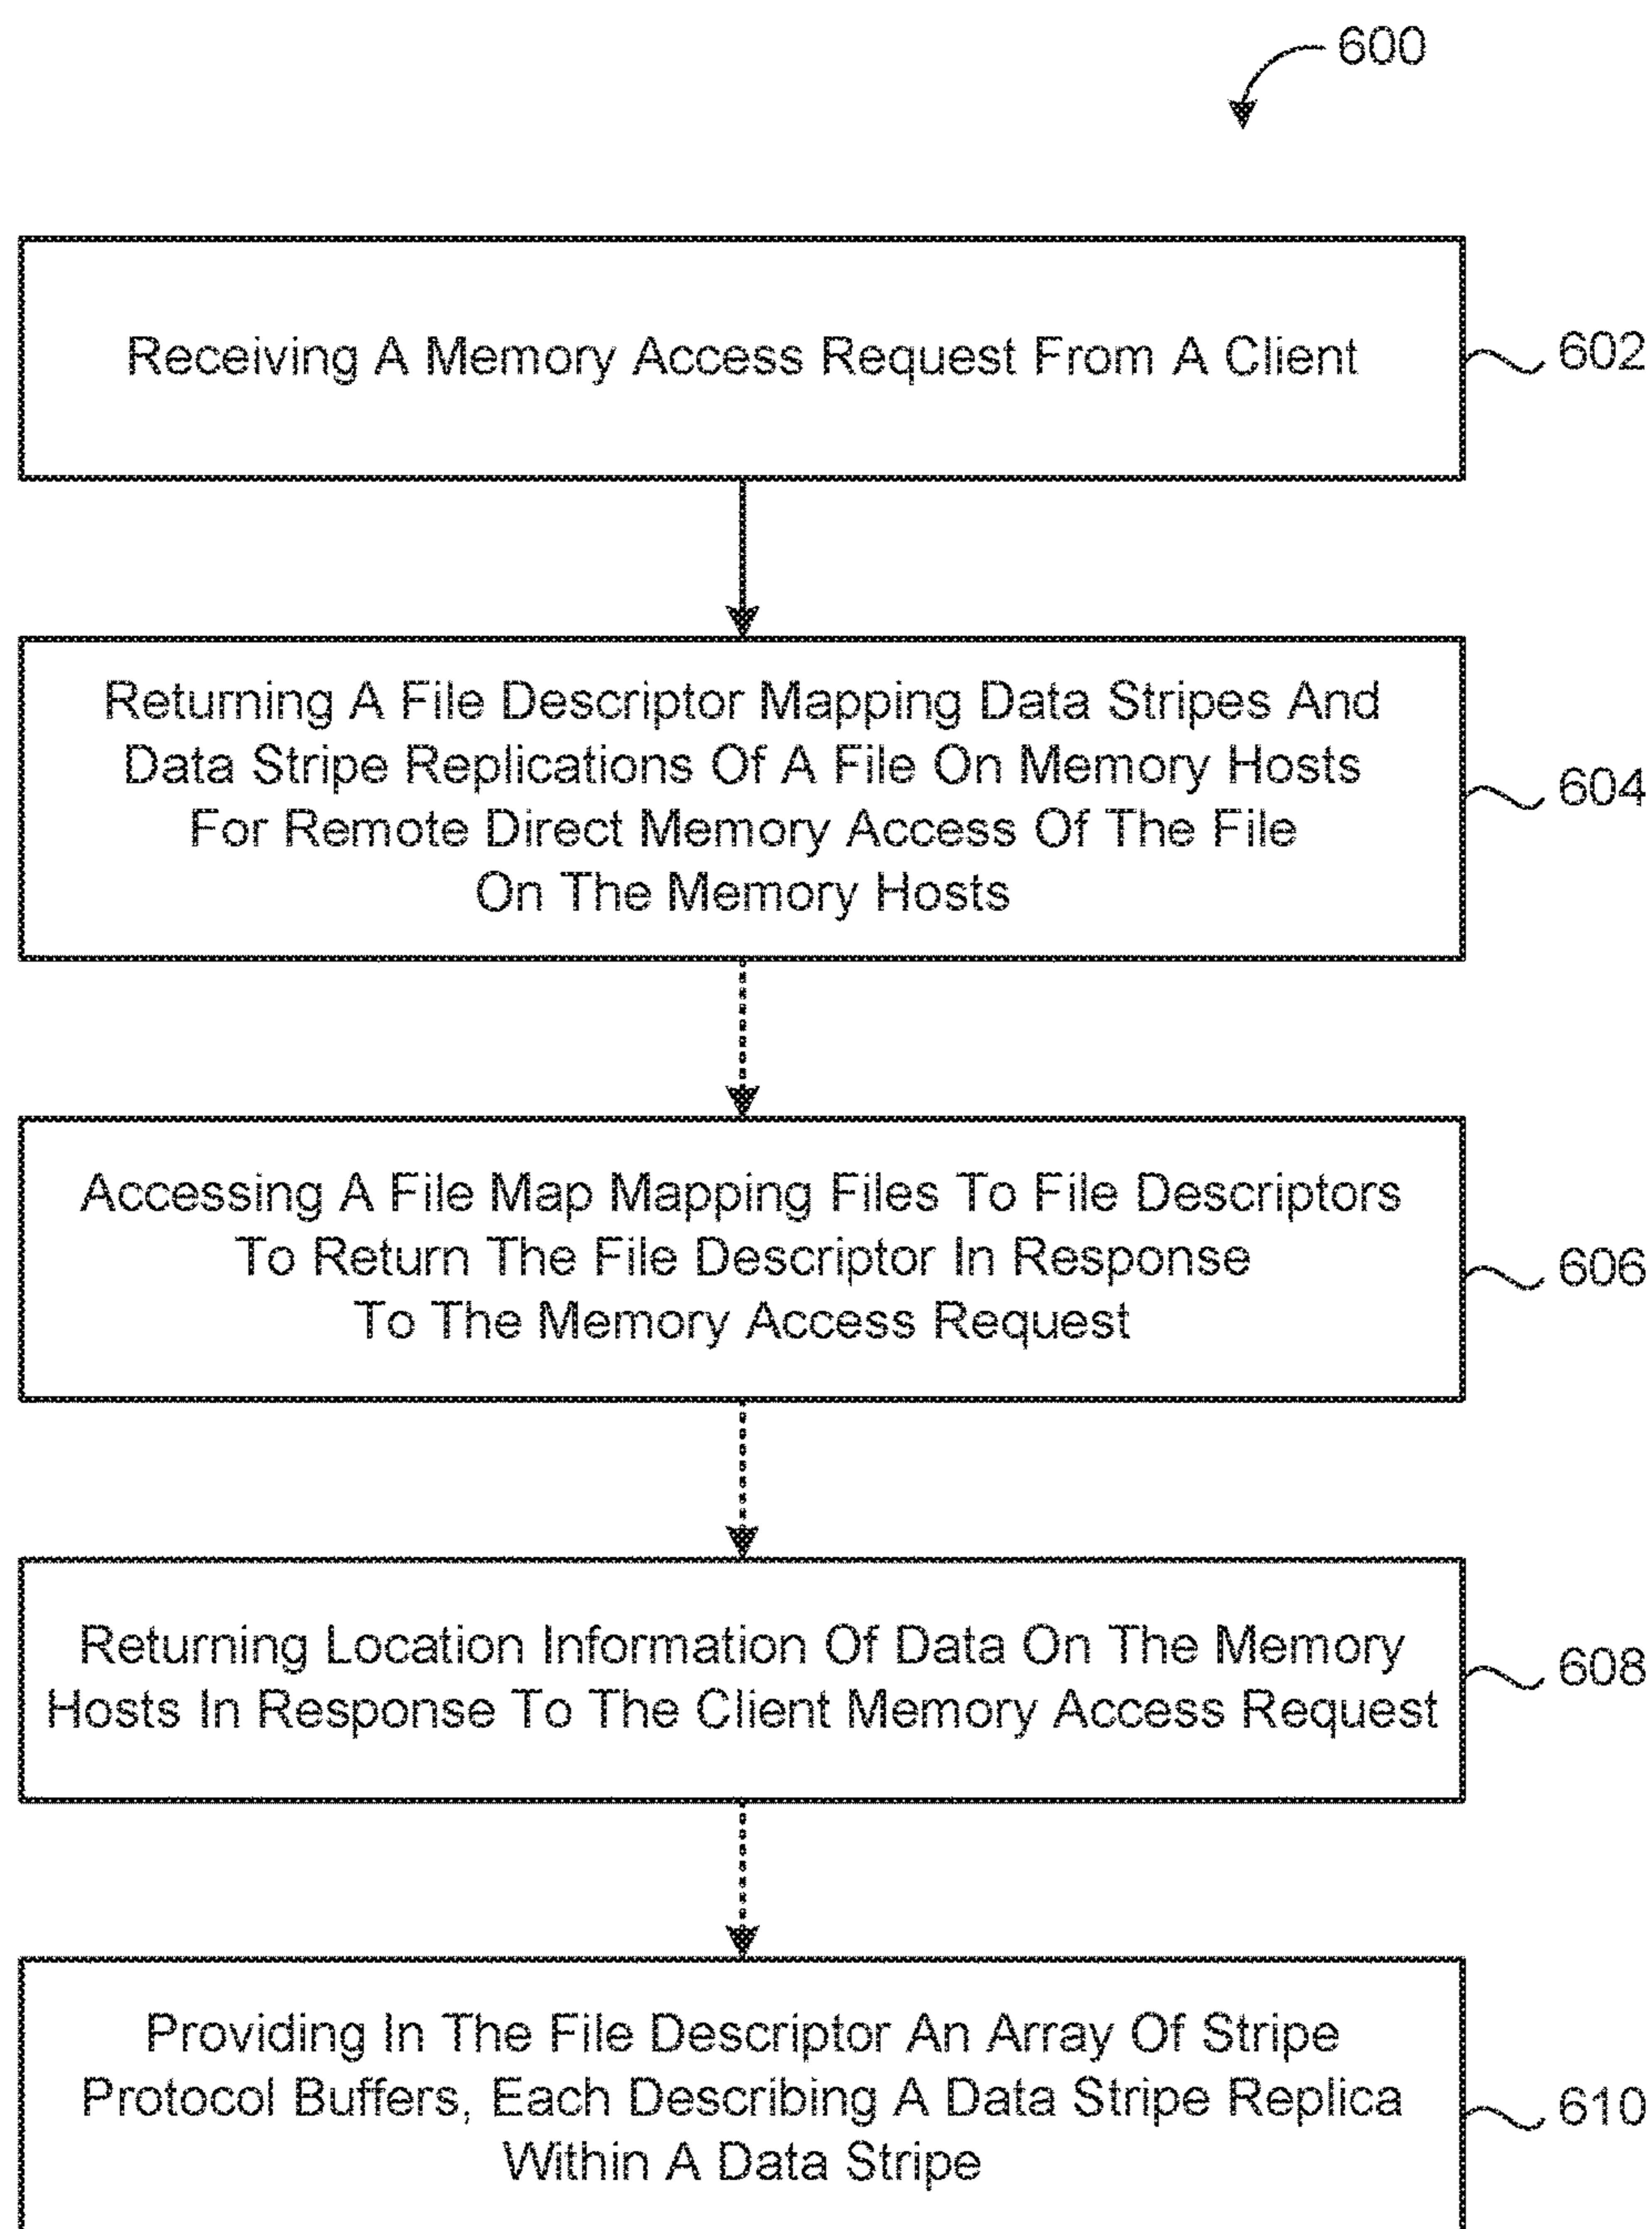 600
Receiving A Memory Access Request From A Client
602
Returning A File Descriptor Mapping Data Stripes And
Data Stripe Replications Of A File On Memory Hosts
For Remote Direct Memory Access Of The File
On The Memory Hosts
604
Accessing A File Map Mapping Files To File Descriptors
To Return The File Descriptor In Response
To The Memory Access Request
606
Returning Location Information Of Data On The Memory
Hosts In Response To The Client Memory Access Request
608
Providing In The File Descriptor An Array Of Stripe
Protocol Buffers, Each Describing A Data Stripe Replica
Within A Data Stripe
610